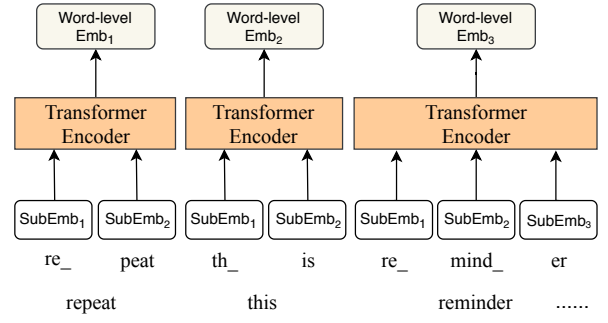 Word-level Emb₁ Word-level Emb₂ Word-level Emb₃
Transformer Encoder Transformer Encoder Transformer Encoder
SubEmb₁ SubEmb₂ SubEmb₁ SubEmb₂ SubEmb₁ SubEmb₂ SubEmb₃
re_ peat th_ is re_ mind_ er
repeat this reminder ......